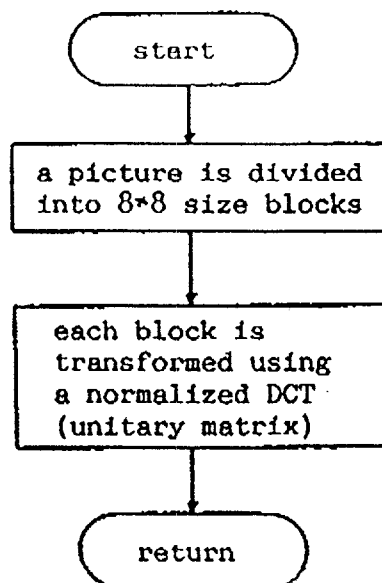 start
a picture is divided
into 8*8 size blocks
each block is
transformed using
a normalized DCT
(unitary matrix)
return